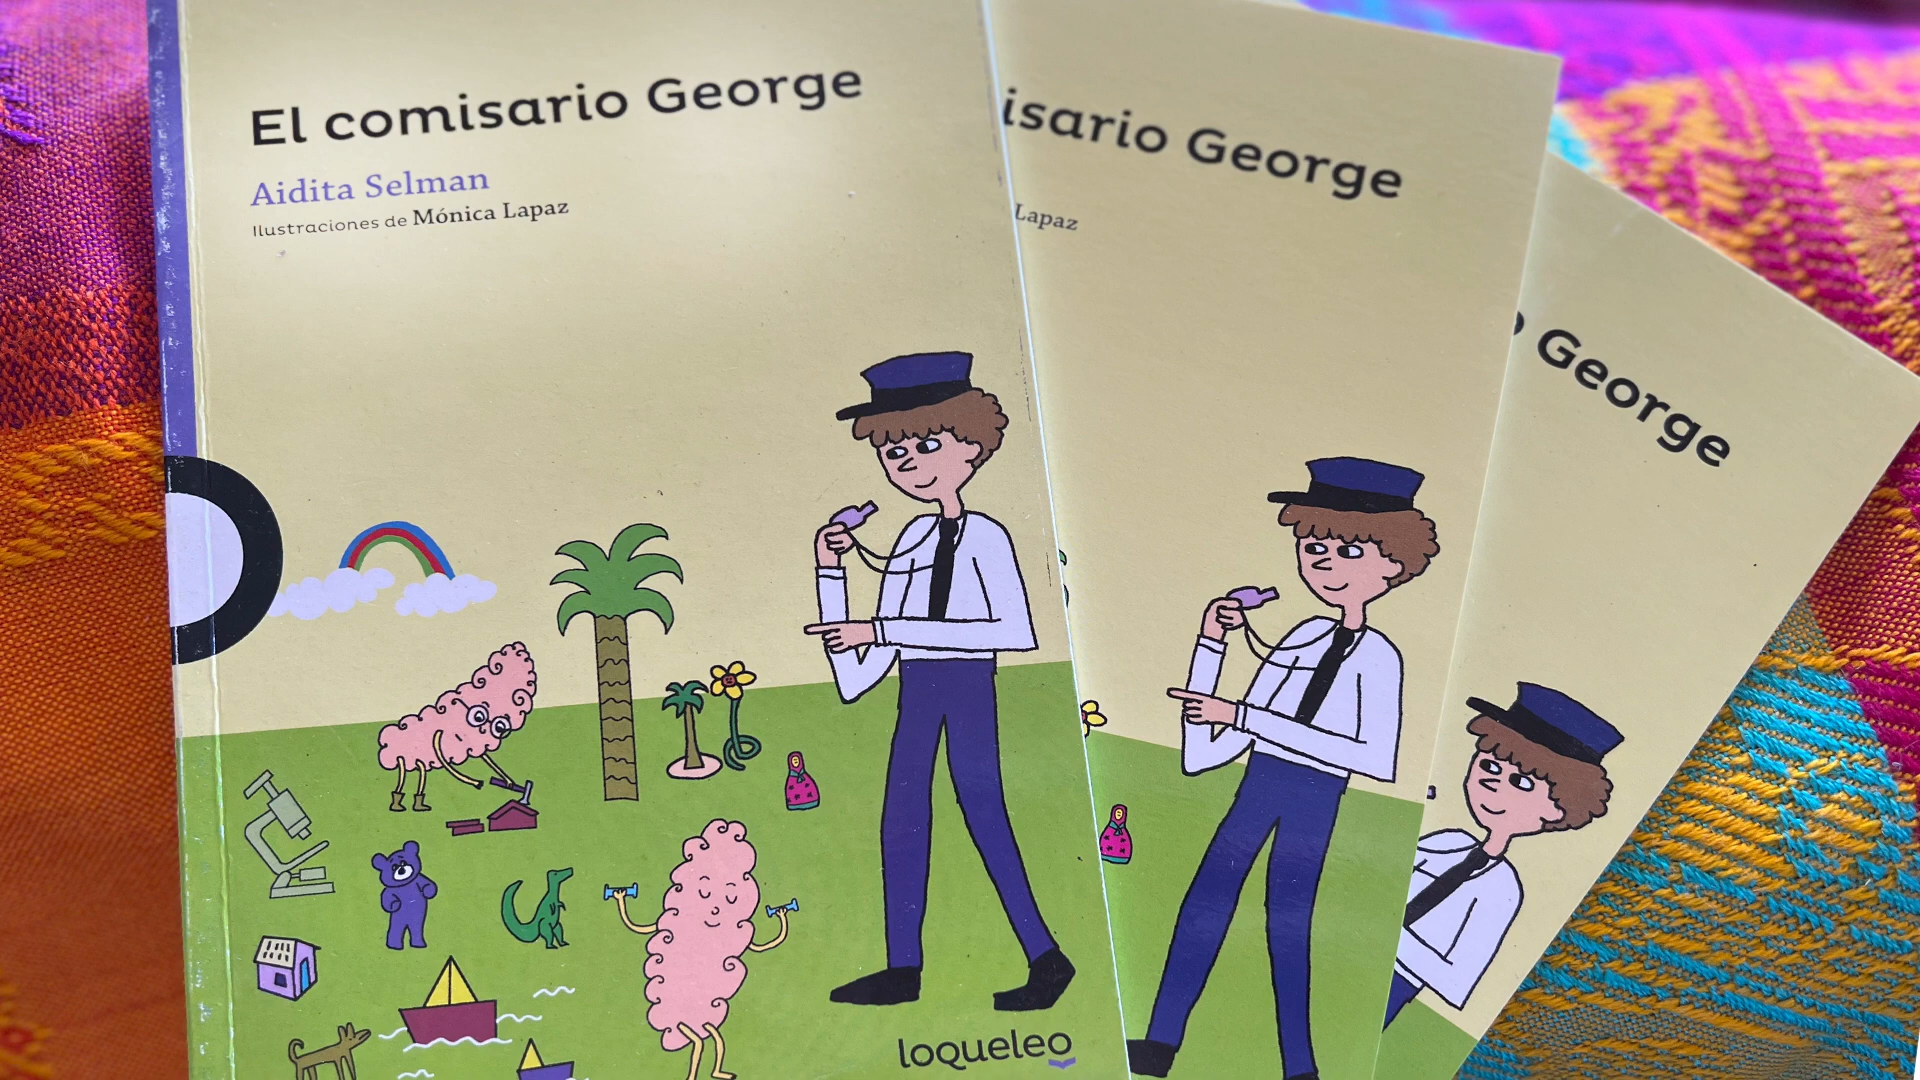 El comisario George
Aidita Selman
Ilustraciones de Mónica Lapaz
loqueleo
isario George
Lapaz
o George